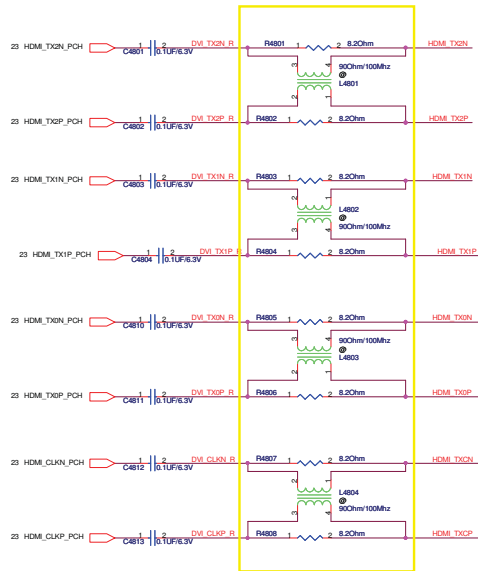 DVI_TX2N_R R4801 1 2 8.2Ohm HDMI_TX2N
23 HDMI_TX2N_PCH 1 2
C4801 0.1UF/6.3V
3 4 90Ohm/100Mhz
@
2 1 L4801
DVI_TX2P_R R4802 1 2 8.2Ohm HDMI_TX2P
23 HDMI_TX2P_PCH 1 2
C4802 0.1UF/6.3V
DVI_TX1N_R R4803 1 2 8.2Ohm HDMI_TX1N
23 HDMI_TX1N_PCH 1 2
C4803 0.1UF/6.3V
2 1 L4802
@
3 4 90Ohm/100Mhz
DVI_TX1P R4804 1 2 8.2Ohm HDMI_TX1P
23 HDMI_TX1P_PCH 1 2
C4804 0.1UF/6.3V
DVI_TX0N_R R4805 1 2 8.2Ohm HDMI_TX0N
23 HDMI_TX0N_PCH 1 2
C4810 0.1UF/6.3V
3 4 90Ohm/100Mhz
@
2 1 L4803
DVI_TX0P_R R4806 1 2 8.2Ohm HDMI_TX0P
23 HDMI_TX0P_PCH 1 2
C4811 0.1UF/6.3V
DVI_CLKN_R R4807 1 2 8.2Ohm HDMI_TXCN
23 HDMI_CLKN_PCH 1 2
C4812 0.1UF/6.3V
2 1 L4804
@
3 4 90Ohm/100Mhz
DVI_CLKP_R R4808 1 2 8.2Ohm HDMI_TXCP
23 HDMI_CLKP_PCH 1 2
C4813 0.1UF/6.3V